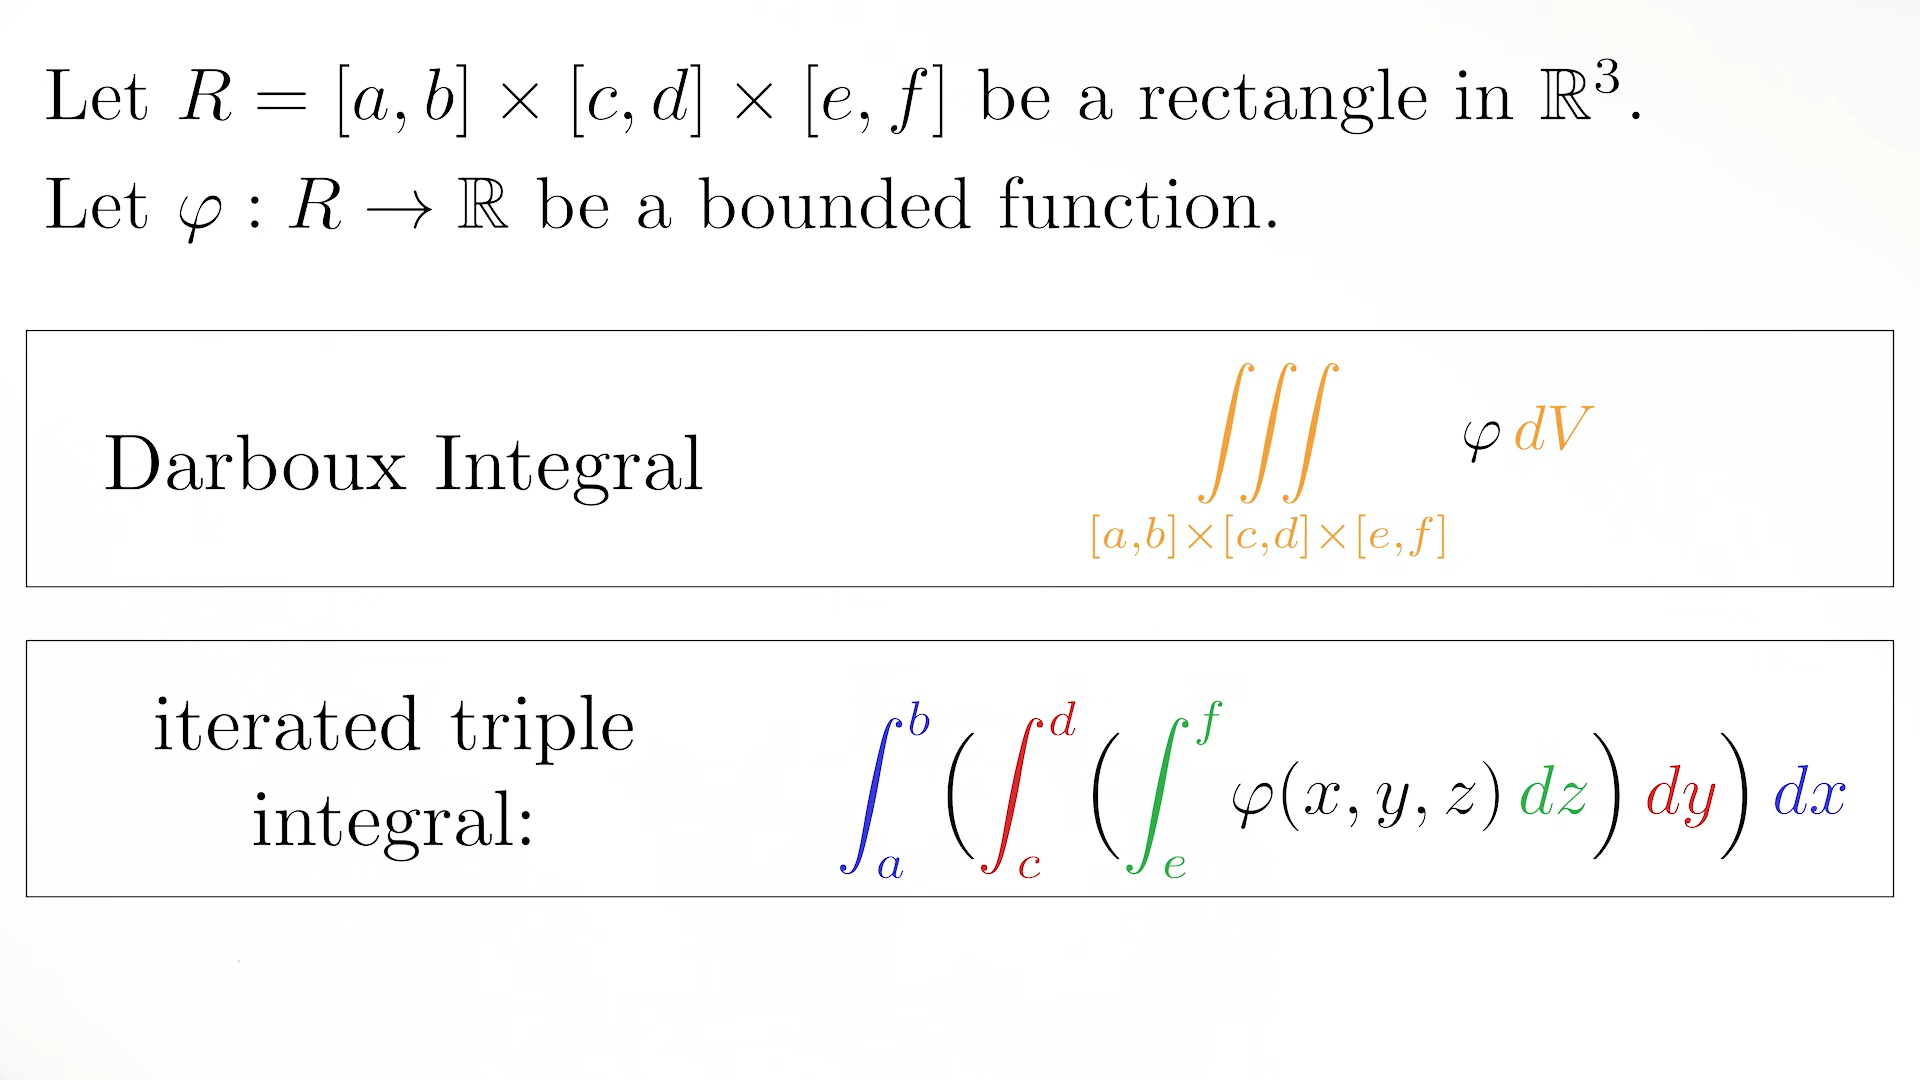 Let R = [a, b] × [c, d] × [e, f] be a rectangle in ℝ³.
Let φ : R → ℝ be a bounded function.
Darboux Integral
∭_{[a,b]×[c,d]×[e,f]} φ dV
iterated triple
integral:
∫_a^b (∫_c^d (∫_e^f φ(x, y, z) dz) dy) dx